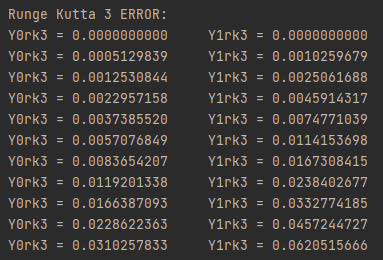 Runge Kutta 3 ERROR:
Y0rk3 = 0.0000000000     Y1rk3 = 0.0000000000
Y0rk3 = 0.0005129839     Y1rk3 = 0.0010259679
Y0rk3 = 0.0012530844     Y1rk3 = 0.0025061688
Y0rk3 = 0.0022957158     Y1rk3 = 0.0045914317
Y0rk3 = 0.0037385520     Y1rk3 = 0.0074771039
Y0rk3 = 0.0057076849     Y1rk3 = 0.0114153698
Y0rk3 = 0.0083654207     Y1rk3 = 0.0167308415
Y0rk3 = 0.0119201338     Y1rk3 = 0.0238402677
Y0rk3 = 0.0166387093     Y1rk3 = 0.0332774185
Y0rk3 = 0.0228622363     Y1rk3 = 0.0457244727
Y0rk3 = 0.0310257833     Y1rk3 = 0.0620515666